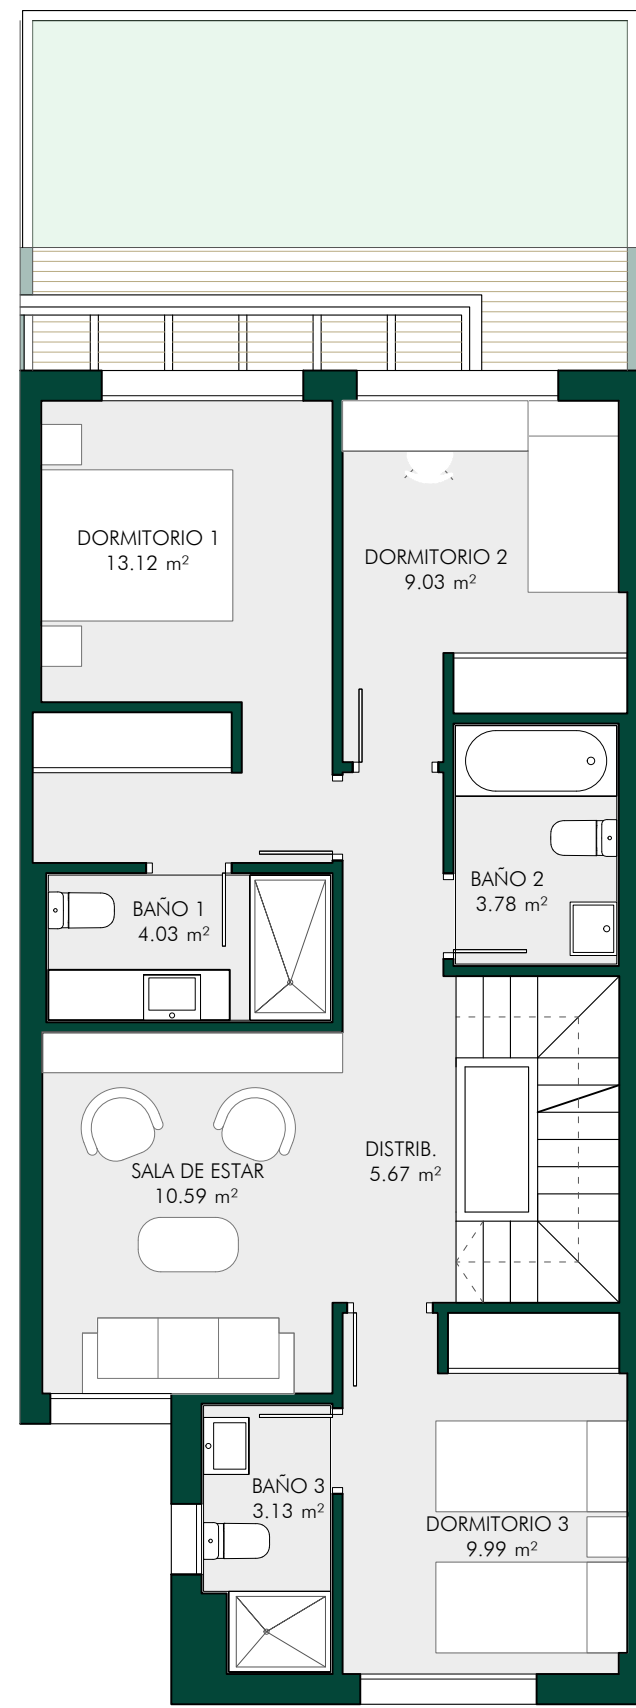 DORMITORIO 1
13.12 m²
DORMITORIO 2
9.03 m²
BAÑO 2
3.78 m²
BAÑO 1
4.03 m²
DISTRIB.
5.67 m²
SALA DE ESTAR
10.59 m²
BAÑO 3
3.13 m²
DORMITORIO 3
9.99 m²